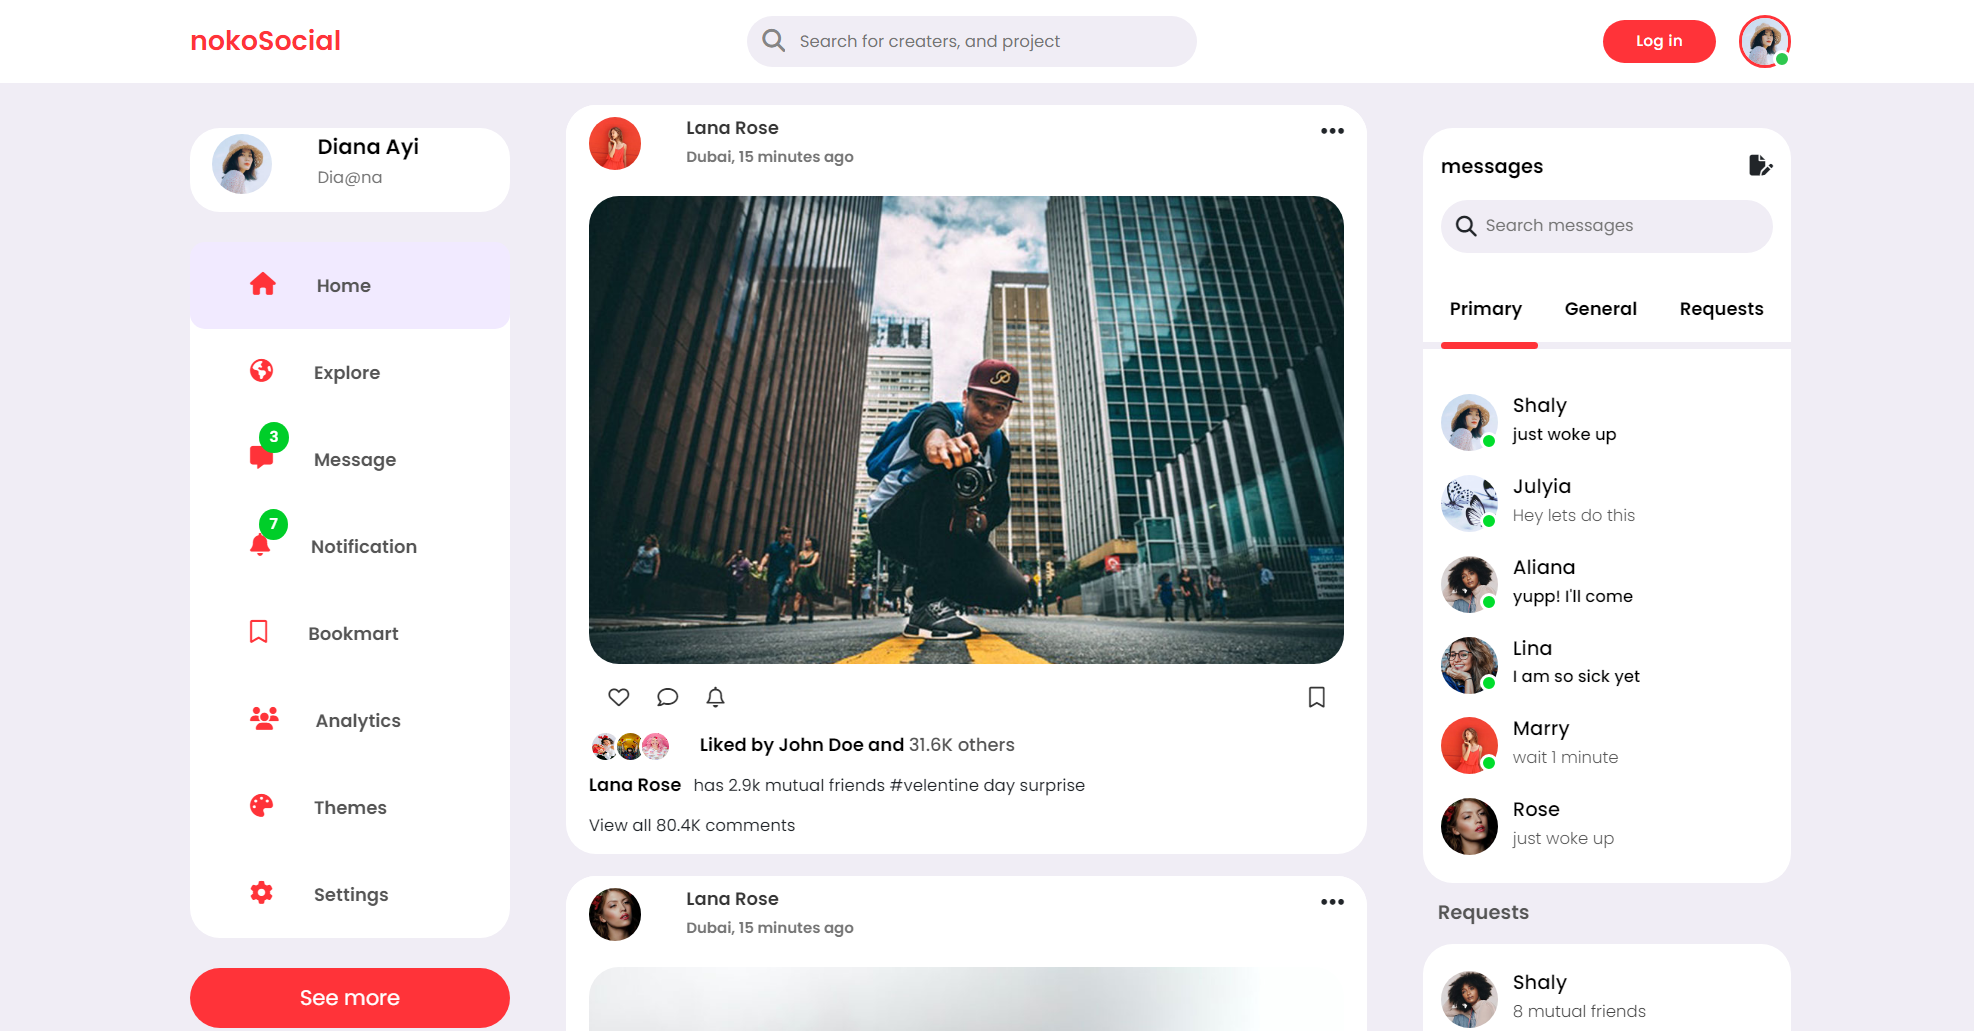 nokoSocial
Search for creaters, and project
Log in
Diana Ayi
Dia@na
Home
Explore
3
Message
7
Notification
Bookmart
Analytics
Themes
Settings
See more
Lana Rose
Dubai, 15 minutes ago
Liked by John Doe and 31.6K others
Lana Rose has 2.9k mutual friends #velentine day surprise
View all 80.4K comments
Lana Rose
Dubai, 15 minutes ago
messages
Search messages
Primary General Requests
Shaly
just woke up
Julyia
Hey lets do this
Aliana
yupp! I'll come
Lina
I am so sick yet
Marry
wait 1 minute
Rose
just woke up
Requests
Shaly
8 mutual friends